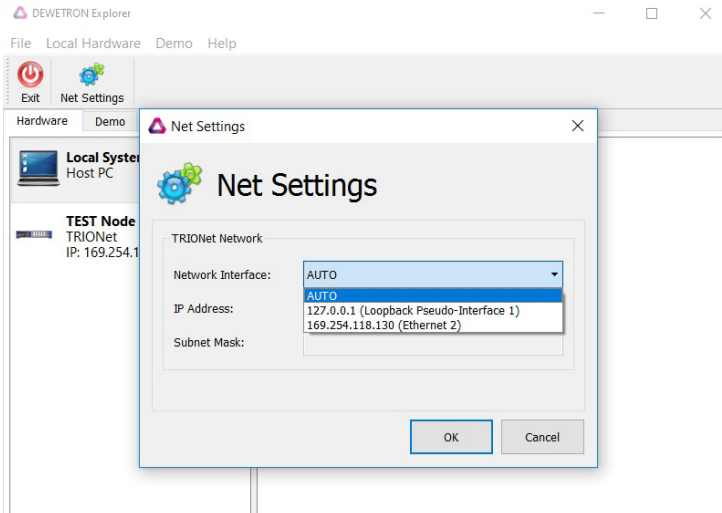 DEWETRON Explorer
File Local Hardware Demo Help
Exit Net Settings
Hardware Demo
Local Syste
Host PC
TEST Node
TRIONet
IP: 169.254.1
Net Settings
Net Settings
TRIONet Network
Network Interface: AUTO
AUTO
127.0.0.1 (Loopback Pseudo-Interface 1)
169.254.118.130 (Ethernet 2)
IP Address:
Subnet Mask:
OK Cancel